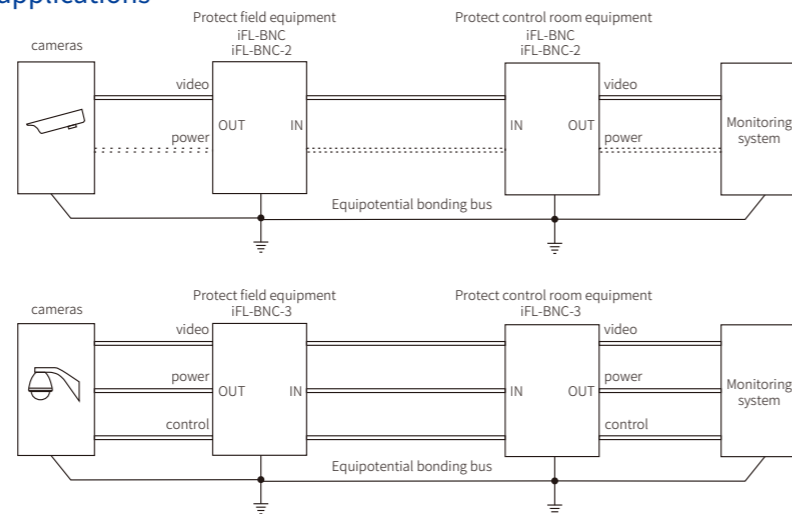 applications
Protect field equipment
iFL-BNC
iFL-BNC-2
Protect control room equipment
iFL-BNC
iFL-BNC-2
cameras
video
video
OUT
IN
IN
OUT
Monitoring
system
power
power
Equipotential bonding bus
Protect field equipment
iFL-BNC-3
Protect control room equipment
iFL-BNC-3
cameras
video
video
power
power
OUT
IN
IN
OUT
Monitoring
system
control
control
Equipotential bonding bus